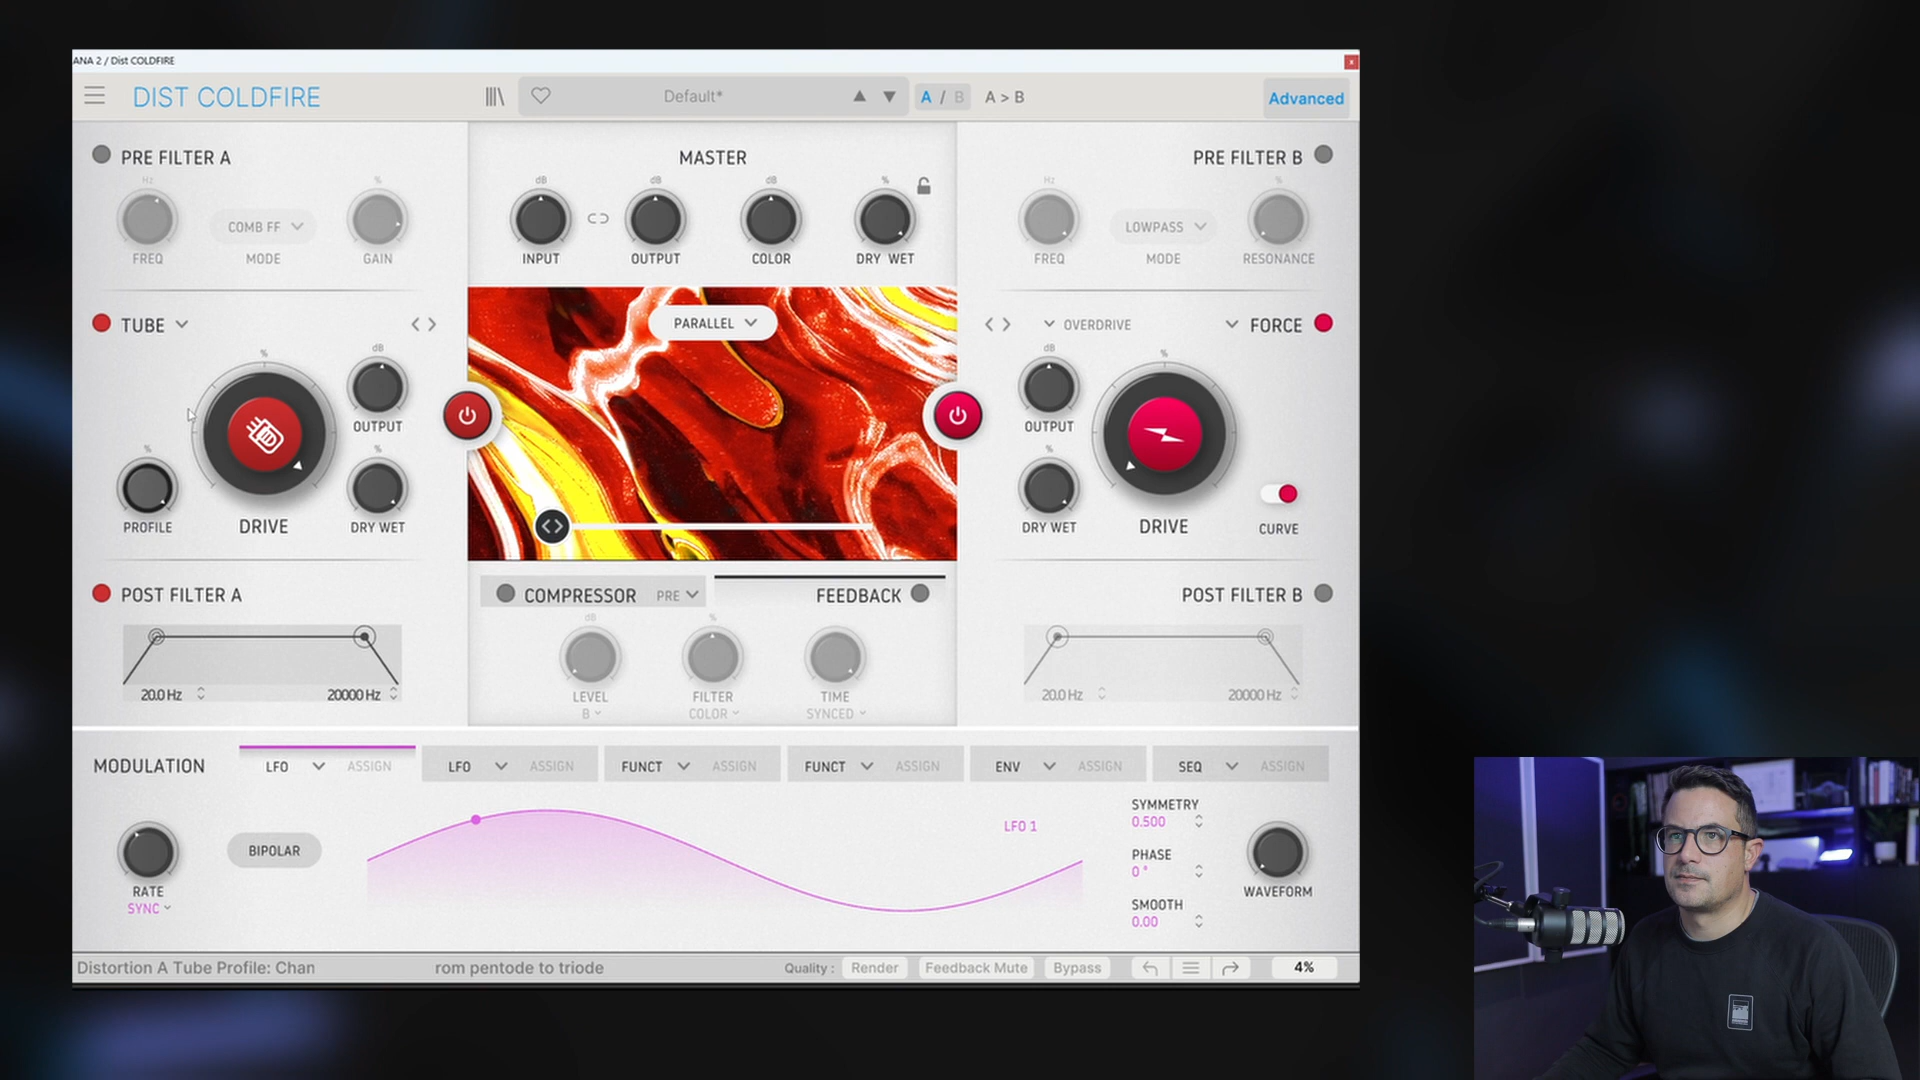 ANA 2 / Dist COLDFIRE
x
DIST COLDFIRE
Default*
A / B
A > B
Advanced
PRE FILTER A
Hz
%
FREQ
COMB FF
MODE
GAIN
MASTER
dB
dB
dB
%
INPUT
OUTPUT
COLOR
DRY WET
PRE FILTER B
Hz
%
FREQ
LOWPASS
MODE
RESONANCE
TUBE
%
dB
OUTPUT
%
%
PROFILE
DRIVE
DRY WET
PARALLEL
OVERDRIVE
FORCE
dB
%
OUTPUT
%
DRY WET
DRIVE
CURVE
POST FILTER A
20.0 Hz
20000 Hz
COMPRESSOR
PRE
FEEDBACK
dB
%
LEVEL
FILTER
TIME
B
COLOR
SYNCED
POST FILTER B
20.0 Hz
20000 Hz
MODULATION
LFO
ASSIGN
LFO
ASSIGN
FUNCT
ASSIGN
FUNCT
ASSIGN
ENV
ASSIGN
SEQ
ASSIGN
RATE
SYNC
BIPOLAR
LFO 1
SYMMETRY
0.500
PHASE
0 °
SMOOTH
0.00
WAVEFORM
Distortion A Tube Profile: Chan
rom pentode to triode
Quality :
Render
Feedback Mute
Bypass
4%